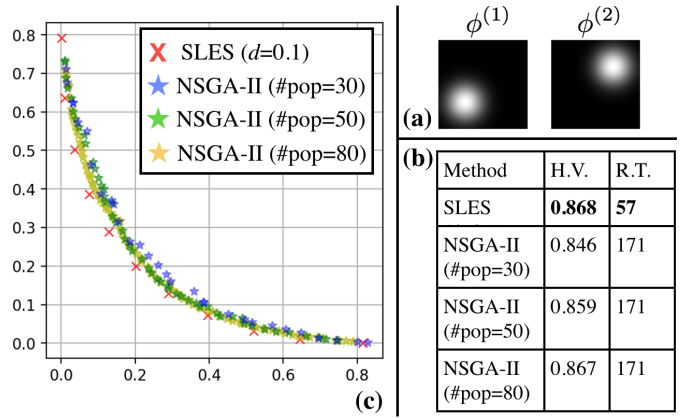 0.8
0.7
0.6
0.5
0.4
0.3
0.2
0.1
0.0
0.0
0.2
0.4
0.6
0.8
SLES (d=0.1)
NSGA-II (#pop=30)
NSGA-II (#pop=50)
NSGA-II (#pop=80)
(c)
ϕ⁽¹⁾ ϕ⁽²⁾
(a)
(b)
Method H.V. R.T.
SLES 0.868 57
NSGA-II 0.846 171
(#pop=30)
NSGA-II 0.859 171
(#pop=50)
NSGA-II 0.867 171
(#pop=80)